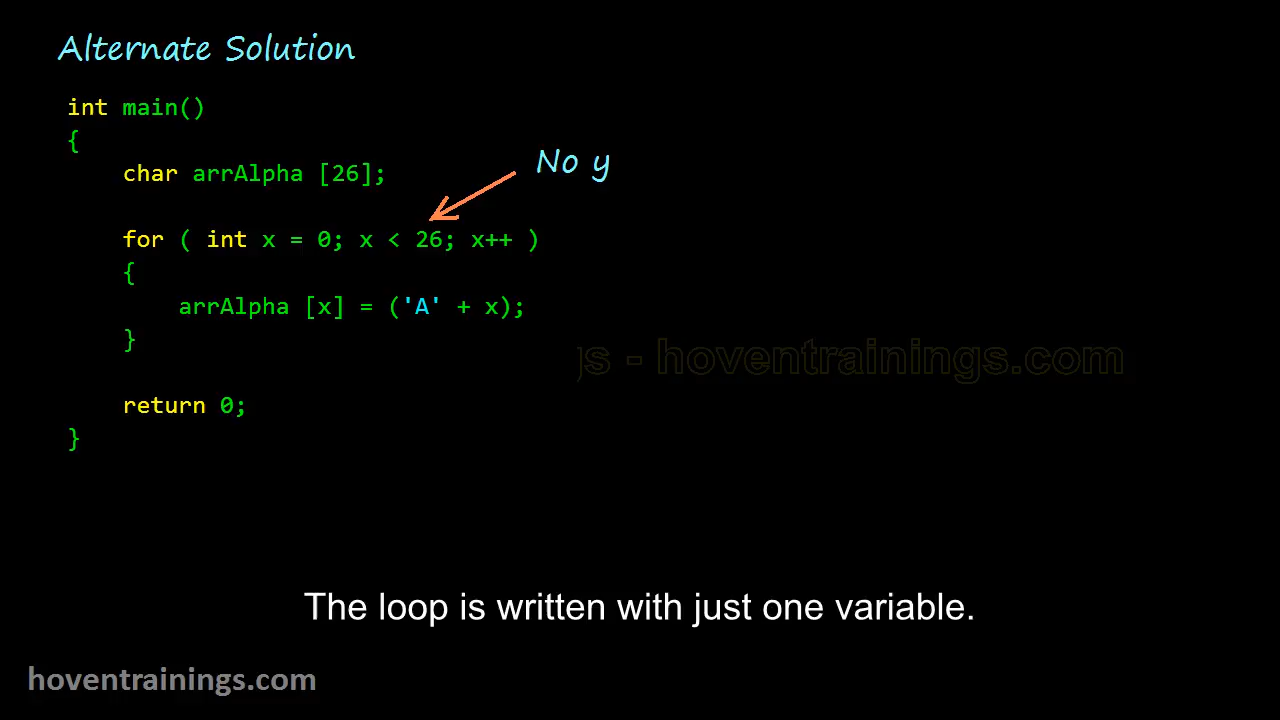 Alternate Solution
int main()
{
char arrAlpha [26];
No y
for ( int x = 0; x < 26; x++ )
{
arrAlpha [x] = ('A' + x);
}
gs - hoventrainings.com
return 0;
}
The loop is written with just one variable.
hoventrainings.com